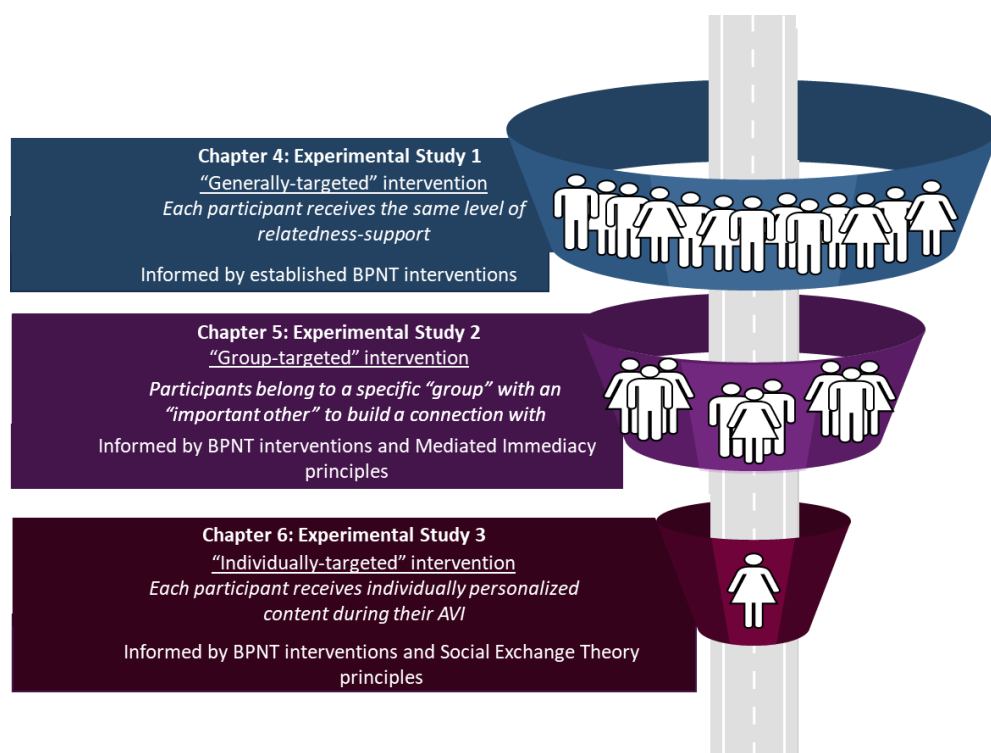 Chapter 4: Experimental Study 1
“Generally-targeted” intervention
Each participant receives the same level of
relatedness-support
Informed by established BPNT interventions
Chapter 5: Experimental Study 2
“Group-targeted” intervention
Participants belong to a specific “group” with an
“important other” to build a connection with
Informed by BPNT interventions and Mediated Immediacy
principles
Chapter 6: Experimental Study 3
“Individually-targeted” intervention
Each participant receives individually personalized
content during their AVI
Informed by BPNT interventions and Social Exchange Theory
principles